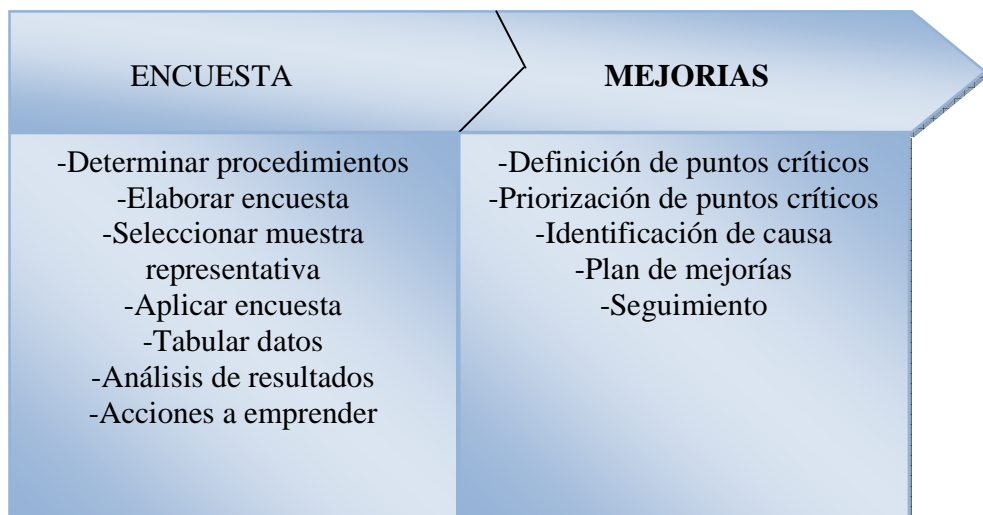 ENCUESTA
MEJORIAS
-Determinar procedimientos
-Elaborar encuesta
-Seleccionar muestra
representativa
-Aplicar encuesta
-Tabular datos
-Análisis de resultados
-Acciones a emprender
-Definición de puntos críticos
-Priorización de puntos críticos
-Identificación de causa
-Plan de mejorías
-Seguimiento